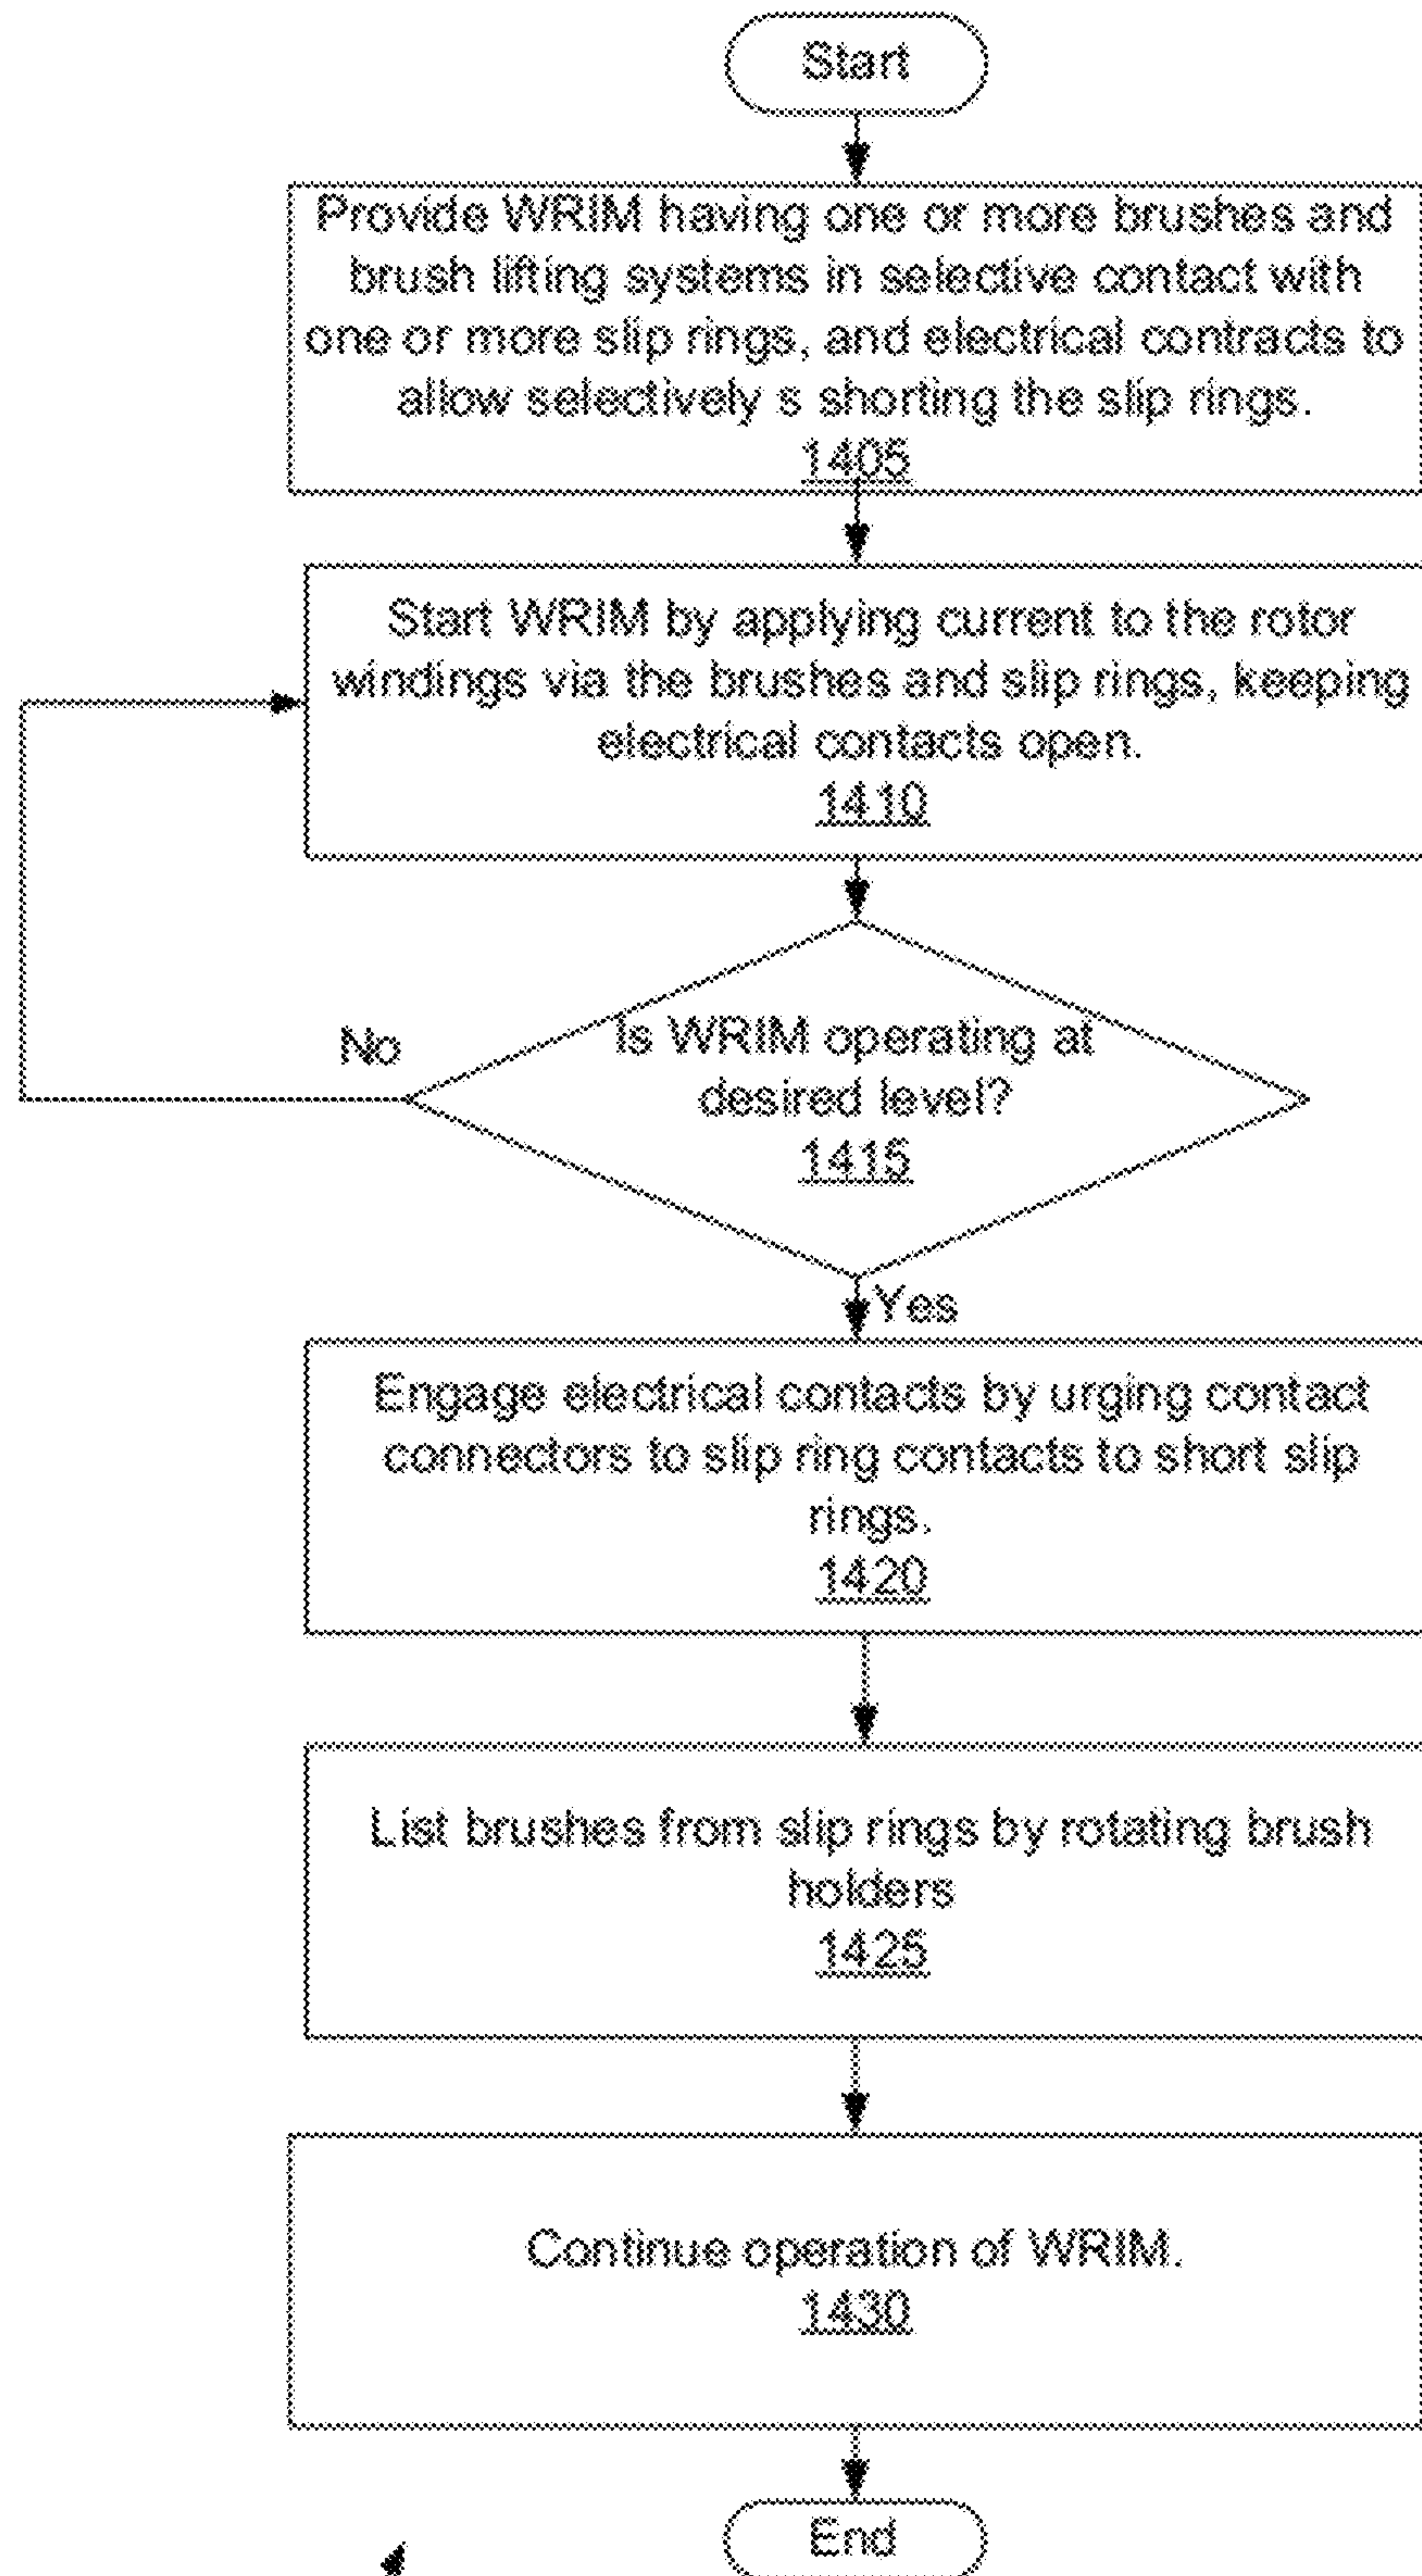 Start
Provide WRIM having one or more brushes and
brush lifting systems in selective contact with
one or more slip rings, and electrical contracts to
allow selectively s shorting the slip rings.
1405
Start WRIM by applying current to the rotor
windings via the brushes and slip rings, keeping
electrical contacts open.
1410
No
Is WRIM operating at
desired level?
1415
Yes
Engage electrical contacts by urging contact
connectors to slip ring contacts to short slip
rings.
1420
List brushes from slip rings by rotating brush
holders
1425
Continue operation of WRIM.
1430
End